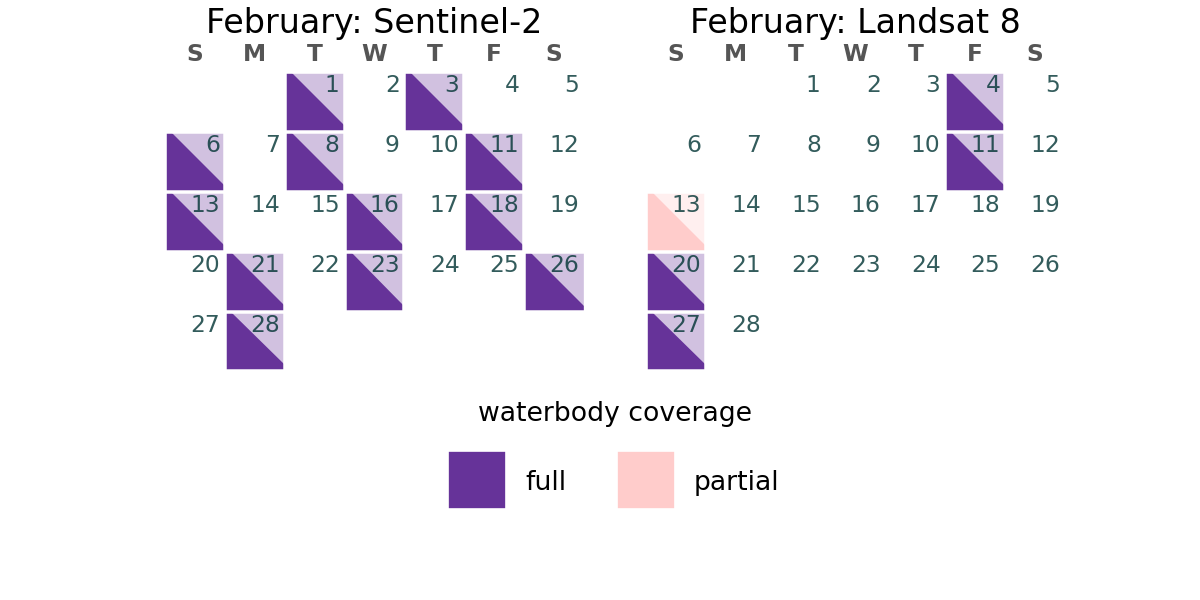 February: Sentinel-2
S M T W T F S
1 2 3 4 5
6 7 8 9 10 11 12
13 14 15 16 17 18 19
20 21 22 23 24 25 26
27 28
February: Landsat 8
S M T W T F S
1 2 3 4 5
6 7 8 9 10 11 12
13 14 15 16 17 18 19
20 21 22 23 24 25 26
27 28
waterbody coverage
full partial